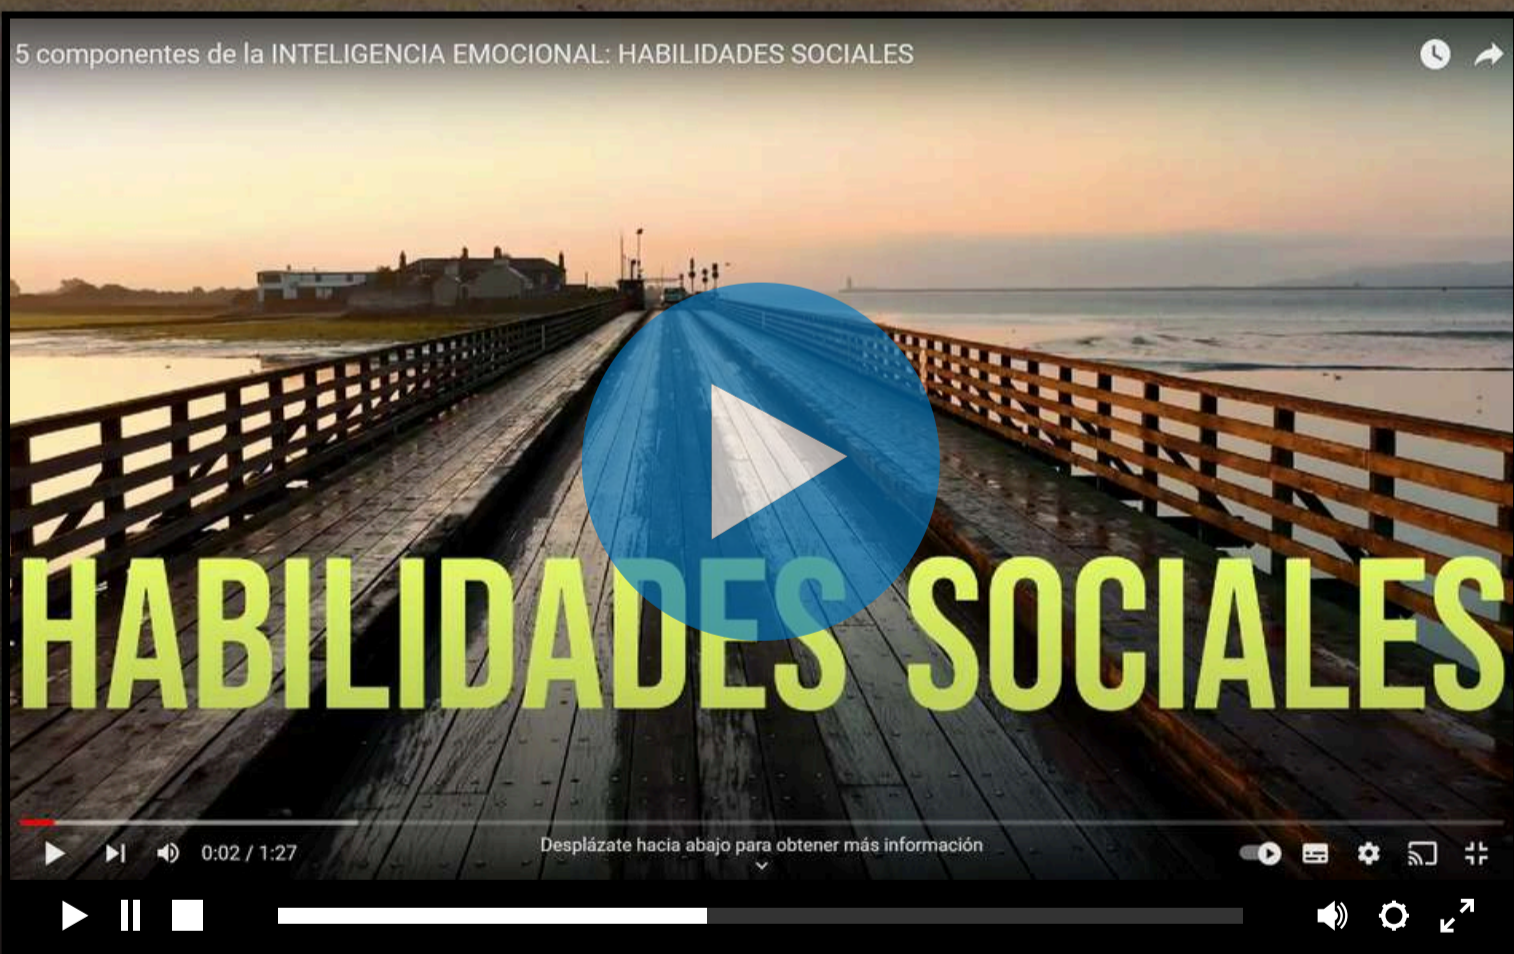 5 componentes de la INTELIGENCIA EMOCIONAL: HABILIDADES SOCIALES
HABILIDADES SOCIALES
0:02 / 1:27
Desplázate hacia abajo para obtener más información